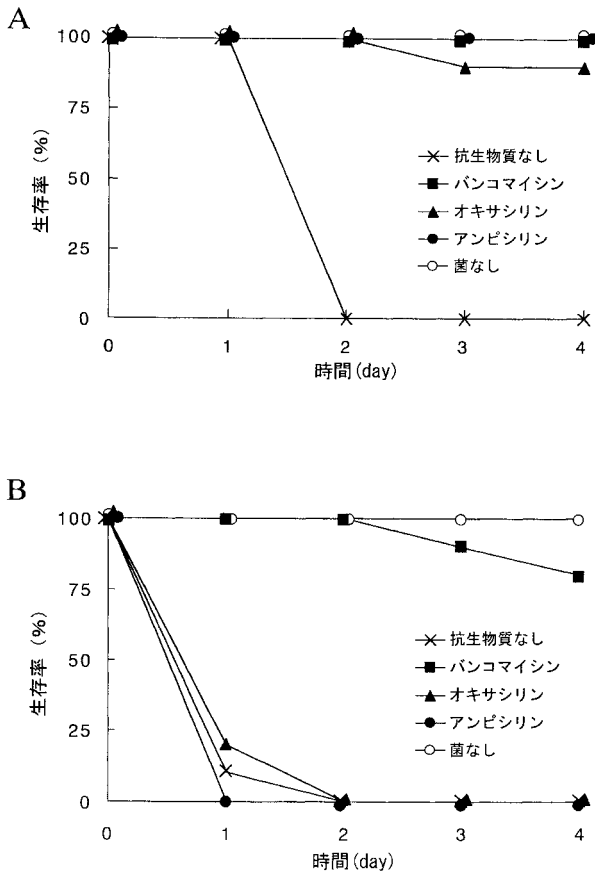 A
100
75
50
25
0
生存率 (%)
0 1 2 3 4
時間(day)
抗生物質なし
バンコマイシン
オキサシリン
アンピシリン
菌なし
B
100
75
50
25
0
生存率 (%)
0 1 2 3 4
時間(day)
抗生物質なし
バンコマイシン
オキサシリン
アンピシリン
菌なし